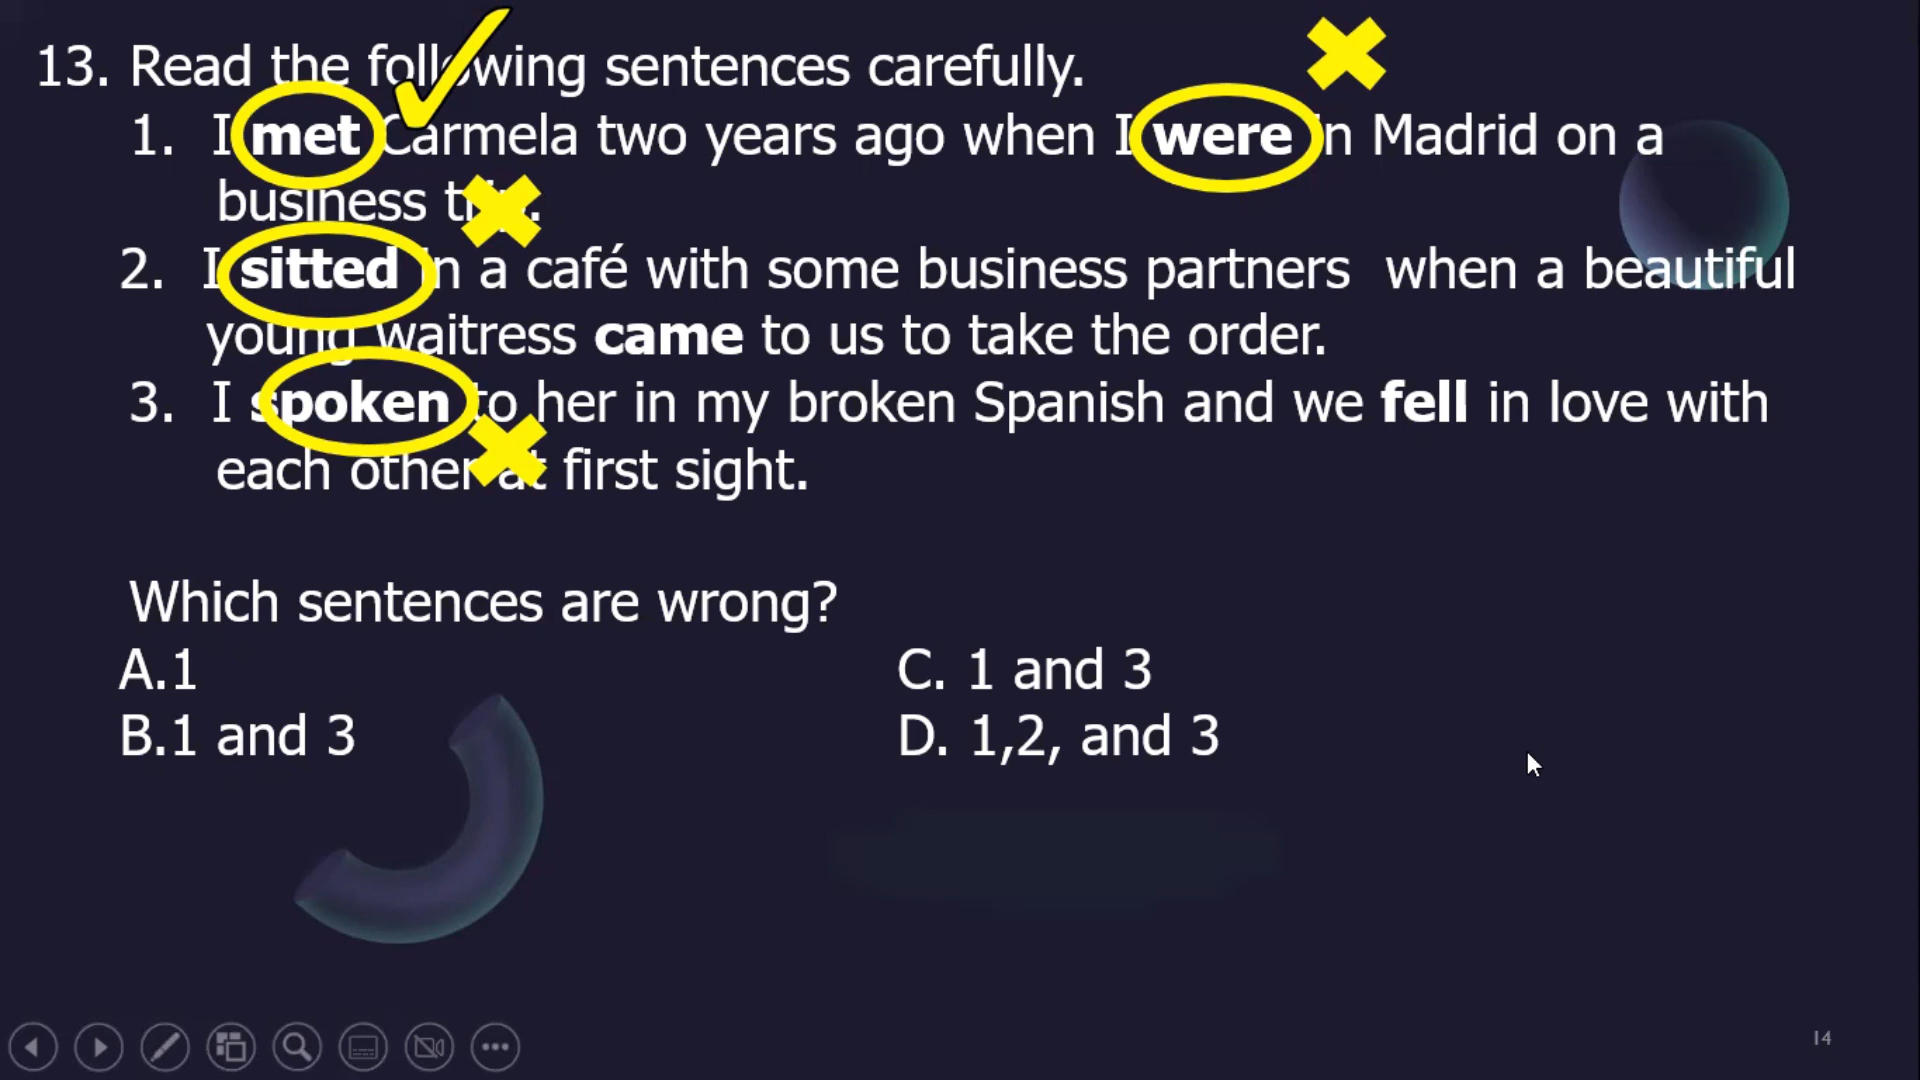 13. Read the following sentences carefully.
1. I met Carmela two years ago when I were in Madrid on a
business trip.
2. I sitted in a café with some business partners when a beautiful
young waitress came to us to take the order.
3. I spoken to her in my broken Spanish and we fell in love with
each other at first sight.
Which sentences are wrong?
A.1
B.1 and 3
C. 1 and 3
D. 1,2, and 3
14